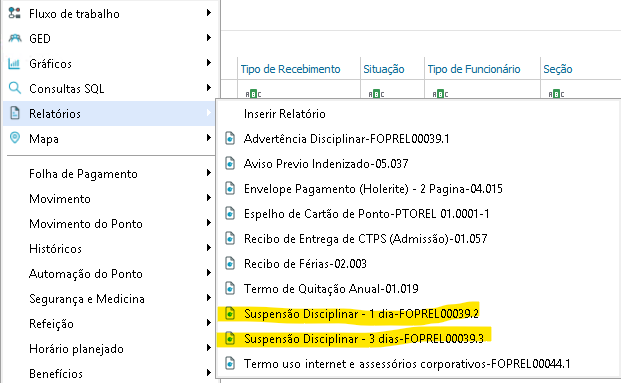 Fluxo de trabalho
GED
Gráficos
Consultas SQL
Relatórios
Mapa
Folha de Pagamento
Movimento
Movimento do Ponto
Históricos
Automação do Ponto
Segurança e Medicina
Refeição
Horário planejado
Benefícios
Tipo de Recebimento Situação Tipo de Funcionário Seção
ABC ABC ABC ABC
Inserir Relatório
Advertência Disciplinar-FOPREL00039.1
Aviso Previo Indenizado-05.037
Envelope Pagamento (Holerite) - 2 Pagina-04.015
Espelho de Cartão de Ponto-PTOREL 01.0001-1
Recibo de Entrega de CTPS (Admissão)-01.057
Recibo de Férias-02.003
Termo de Quitação Anual-01.019
Suspensão Disciplinar - 1 dia-FOPREL00039.2
Suspensão Disciplinar - 3 dias-FOPREL00039.3
Termo uso internet e assessórios corporativos-FOPREL00044.1